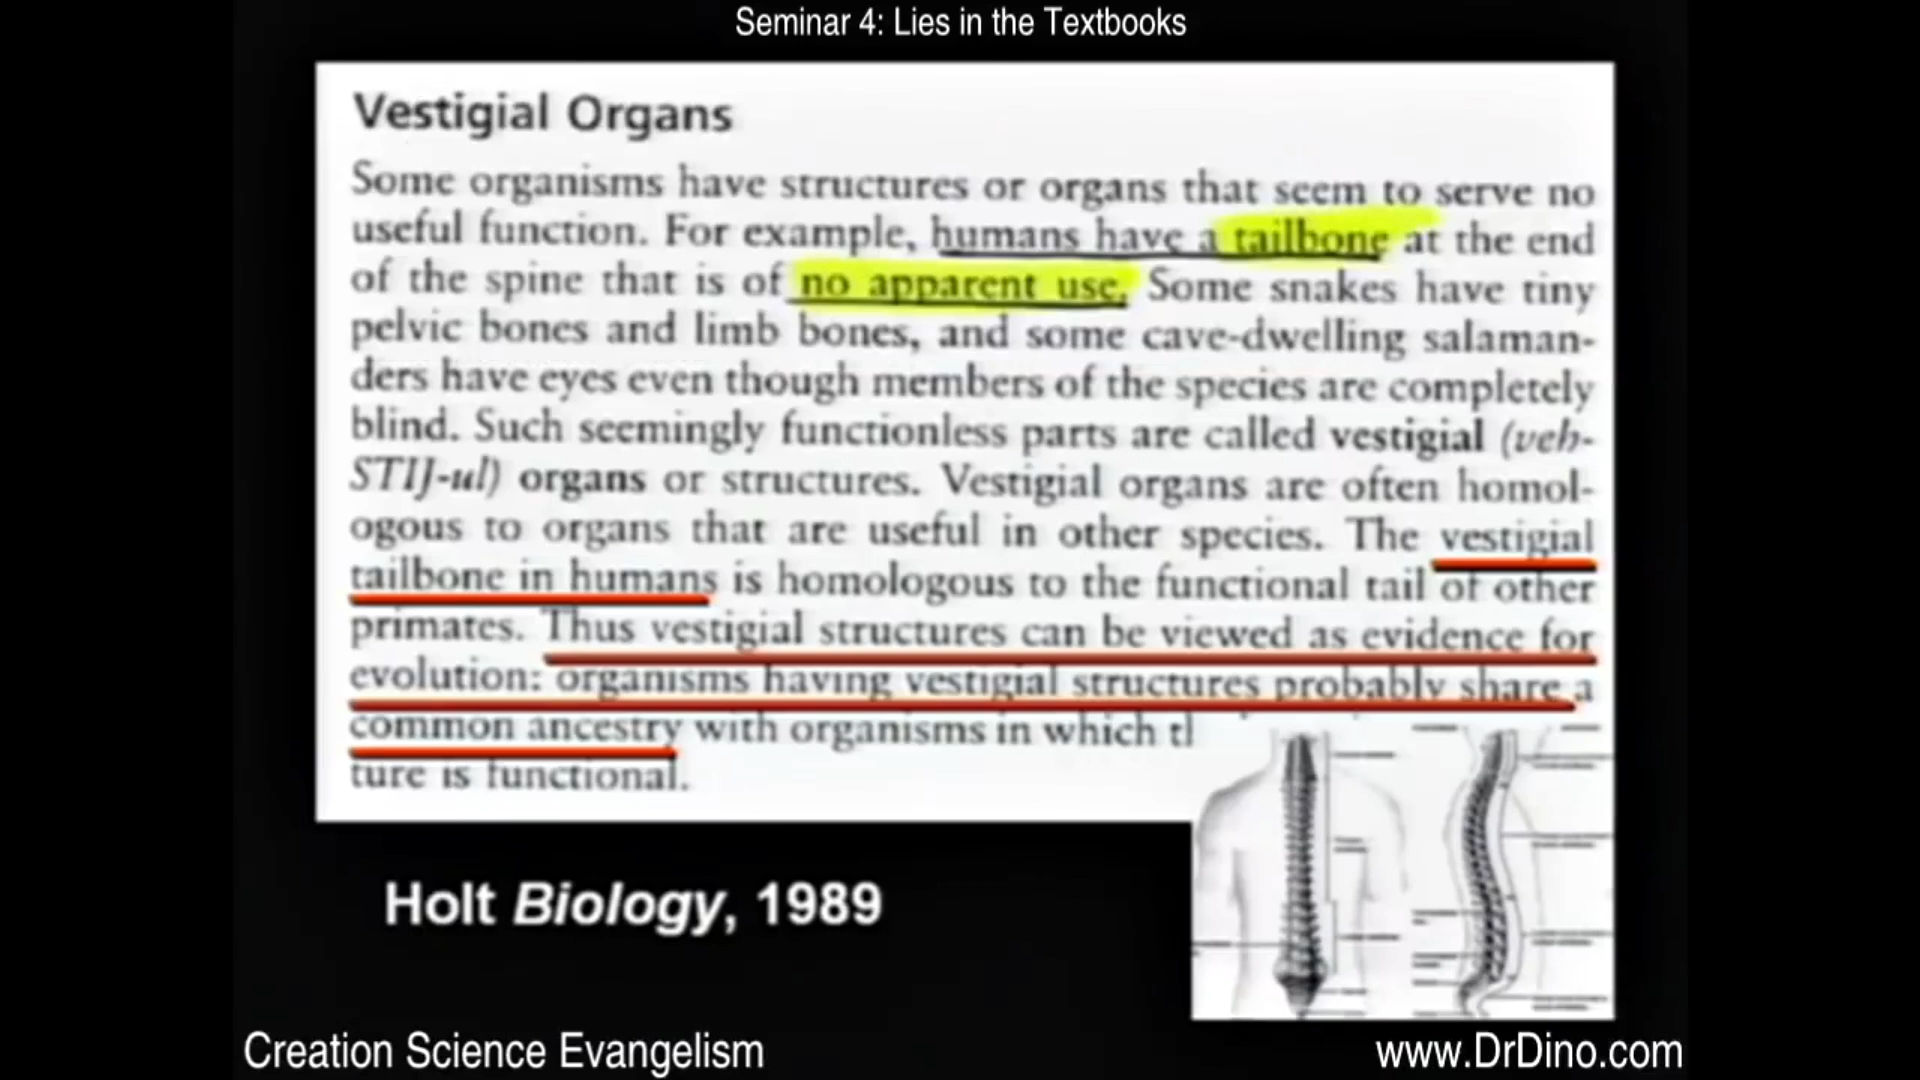 Seminar 4: Lies in the Textbooks
Vestigial Organs
Some organisms have structures or organs that seem to serve no
useful function. For example, humans have a tailbone at the end
of the spine that is of no apparent use. Some snakes have tiny
pelvic bones and limb bones, and some cave-dwelling salaman-
ders have eyes even though members of the species are completely
blind. Such seemingly functionless parts are called vestigial (veh-
STIJ-ul) organs or structures. Vestigial organs are often homol-
ogous to organs that are useful in other species. The vestigial
tailbone in humans is homologous to the functional tail of other
primates. Thus vestigial structures can be viewed as evidence for
evolution: organisms having vestigial structures probably share a
common ancestry with organisms in which
ture is functional.
Holt Biology, 1989
Creation Science Evangelism
www.DrDino.com